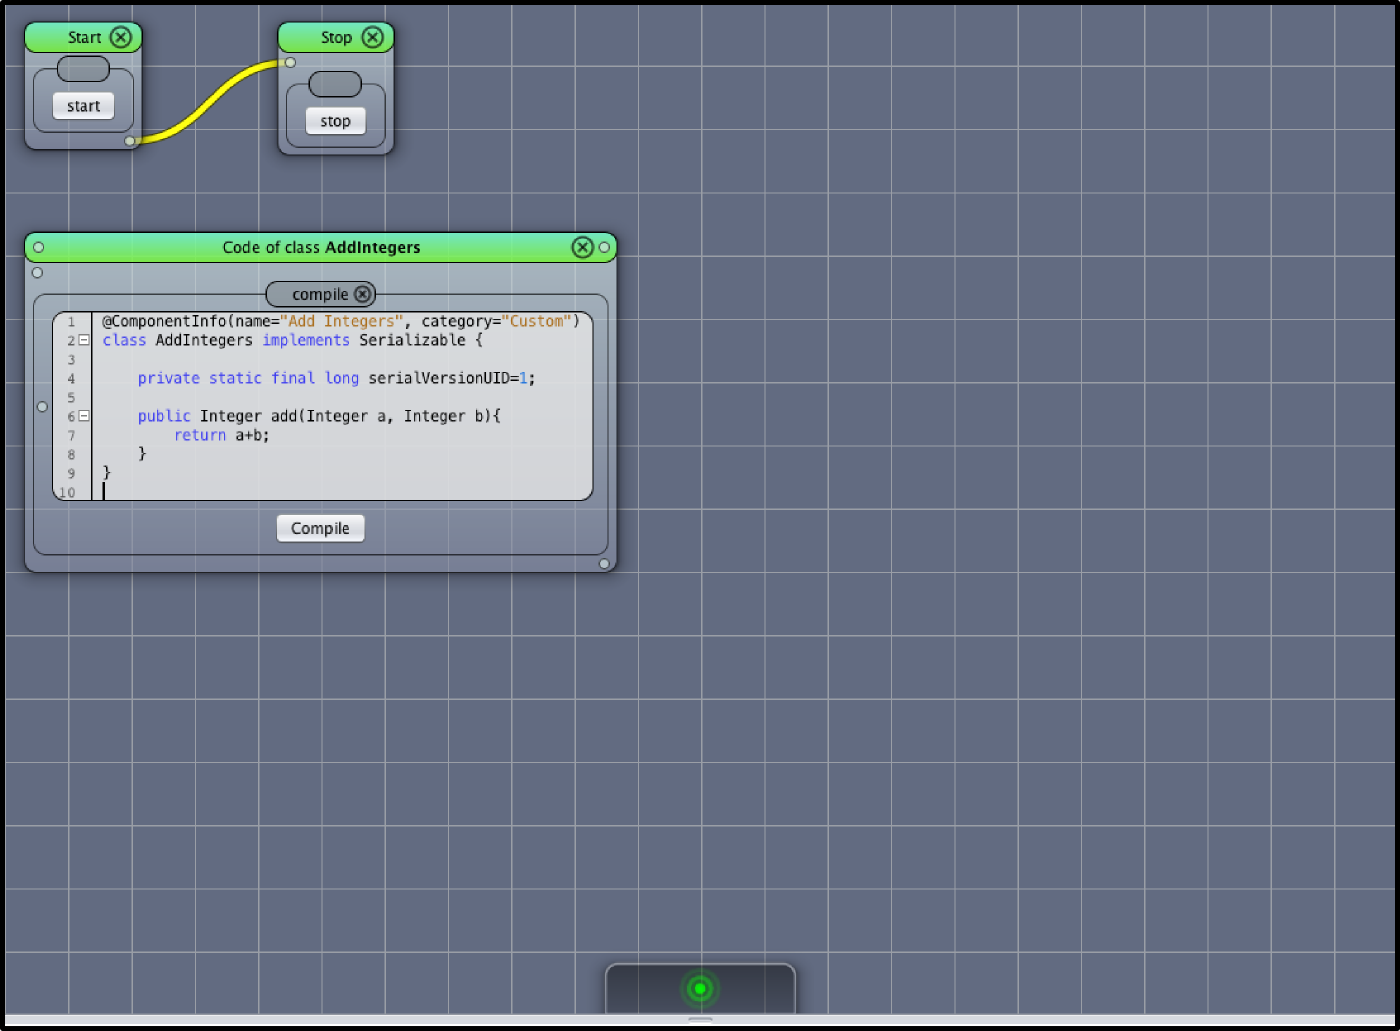 Start
Stop
start
stop
Code of class AddIntegers
compile
1 @ComponentInfo(name="Add Integers", category="Custom")
2 class AddIntegers implements Serializable {
3
4     private static final long serialVersionUID=1;
5
6     public Integer add(Integer a, Integer b){
7         return a+b;
8     }
9 }
10
Compile